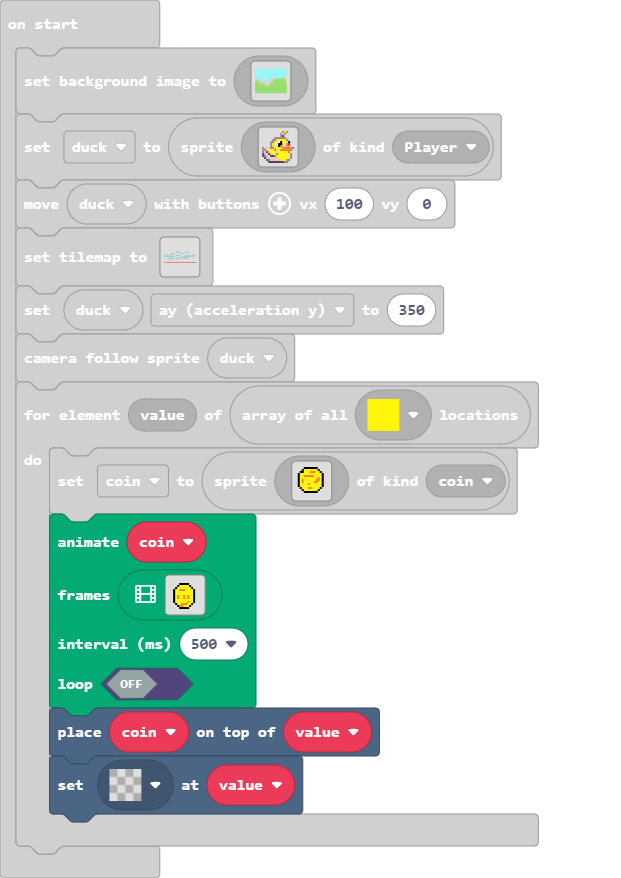 on start
set background image to
set duck to sprite of kind Player
move duck with buttons vx 100 vy 0
set tilemap to
set duck ay (acceleration y) to 350
camera follow sprite duck
for element value of array of all locations
do
set coin to sprite of kind coin
animate coin
frames
interval (ms) 500
loop OFF
place coin on top of value
set at value